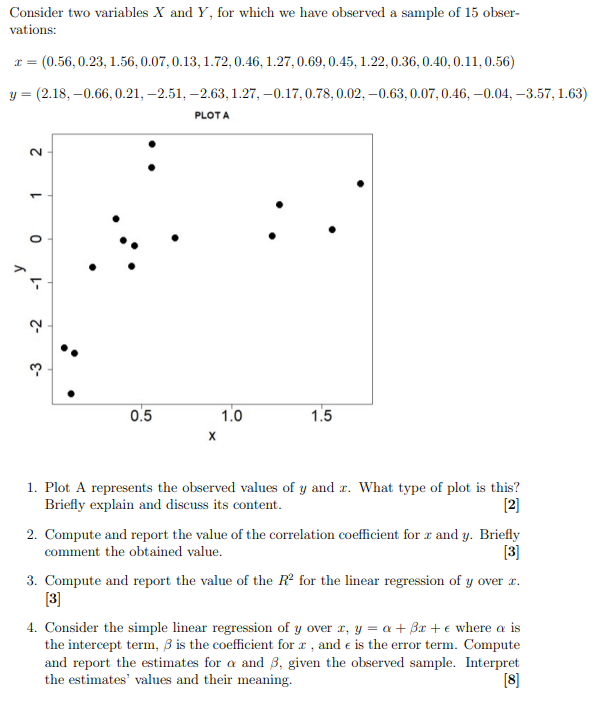 Consider two variables X and Y, for which we have observed a sample of 15 obser-
vations:
x = (0.56, 0.23, 1.56, 0.07, 0.13, 1.72, 0.46, 1.27, 0.69, 0.45, 1.22, 0.36, 0.40, 0.11, 0.56)
y = (2.18, −0.66, 0.21, −2.51, −2.63, 1.27, −0.17, 0.78, 0.02, −0.63, 0.07, 0.46, −0.04, −3.57, 1.63)
PLOT A
2
1
0
-1
-2
-3
y
0.5 1.0 1.5
x
1. Plot A represents the observed values of y and x. What type of plot is this?
Briefly explain and discuss its content. [2]
2. Compute and report the value of the correlation coefficient for x and y. Briefly
comment the obtained value. [3]
3. Compute and report the value of the R² for the linear regression of y over x.
[3]
4. Consider the simple linear regression of y over x, y = α + βx + ϵ where α is
the intercept term, β is the coefficient for x , and ϵ is the error term. Compute
and report the estimates for α and β, given the observed sample. Interpret
the estimates' values and their meaning. [8]